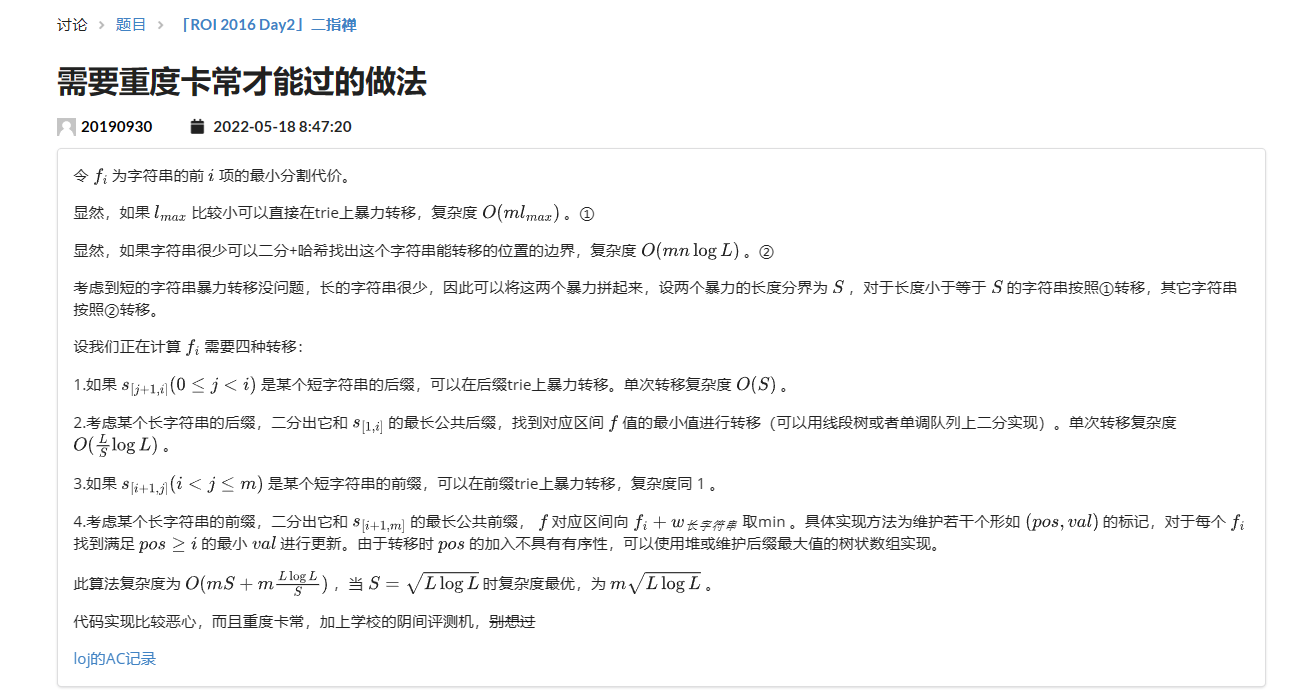 讨论 > 题目 > 「ROI 2016 Day2」二指禅
需要重度卡常才能过的做法
20190930 2022-05-18 8:47:20
令 $f_i$ 为字符串的前 $i$ 项的最小分割代价。
显然，如果 $l_{max}$ 比较小可以直接在trie上暴力转移，复杂度 $O(ml_{max})$ 。①
显然，如果字符串很少可以二分+哈希找出这个字符串能转移的位置的边界，复杂度 $O(mn\log L)$ 。②
考虑到短的字符串暴力转移没问题，长的字符串很少，因此可以将这两个暴力拼起来，设两个暴力的长度分界为 $S$ ，对于长度小于等于 $S$ 的字符串按照①转移，其它字符串
按照②转移。
设我们正在计算 $f_i$ 需要四种转移：
1.如果 $s_{[j+1,i]}(0 \leq j < i)$ 是某个短字符串的后缀，可以在后缀trie上暴力转移。单次转移复杂度 $O(S)$ 。
2.考虑某个长字符串的后缀，二分出它和 $s_{[1,i]}$ 的最长公共后缀，找到对应区间 $f$ 值的最小值进行转移（可以用线段树或者单调队列上二分实现）。单次转移复杂度
$O(\frac{L}{S}\log L)$ 。
3.如果 $s_{[i+1,j]}(i < j \leq m)$ 是某个短字符串的前缀，可以在前缀trie上暴力转移，复杂度同 1 。
4.考虑某个长字符串的前缀，二分出它和 $s_{[i+1,m]}$ 的最长公共前缀， $f$ 对应区间向 $f_i + w_{长字符串}$ 取min 。具体实现方法为维护若干个形如 $(pos, val)$ 的标记，对于每个 $f_i$
找到满足 $pos \geq i$ 的最小 $val$ 进行更新。由于转移时 $pos$ 的加入不具有有序性，可以使用堆或维护后缀最大值的树状数组实现。
此算法复杂度为 $O(mS + m\frac{L\log L}{S})$ ，当 $S = \sqrt{L\log L}$ 时复杂度最优，为 $m\sqrt{L\log L}$ 。
代码实现比较恶心，而且重度卡常，加上学校的阴间评测机，别想过
loj的AC记录